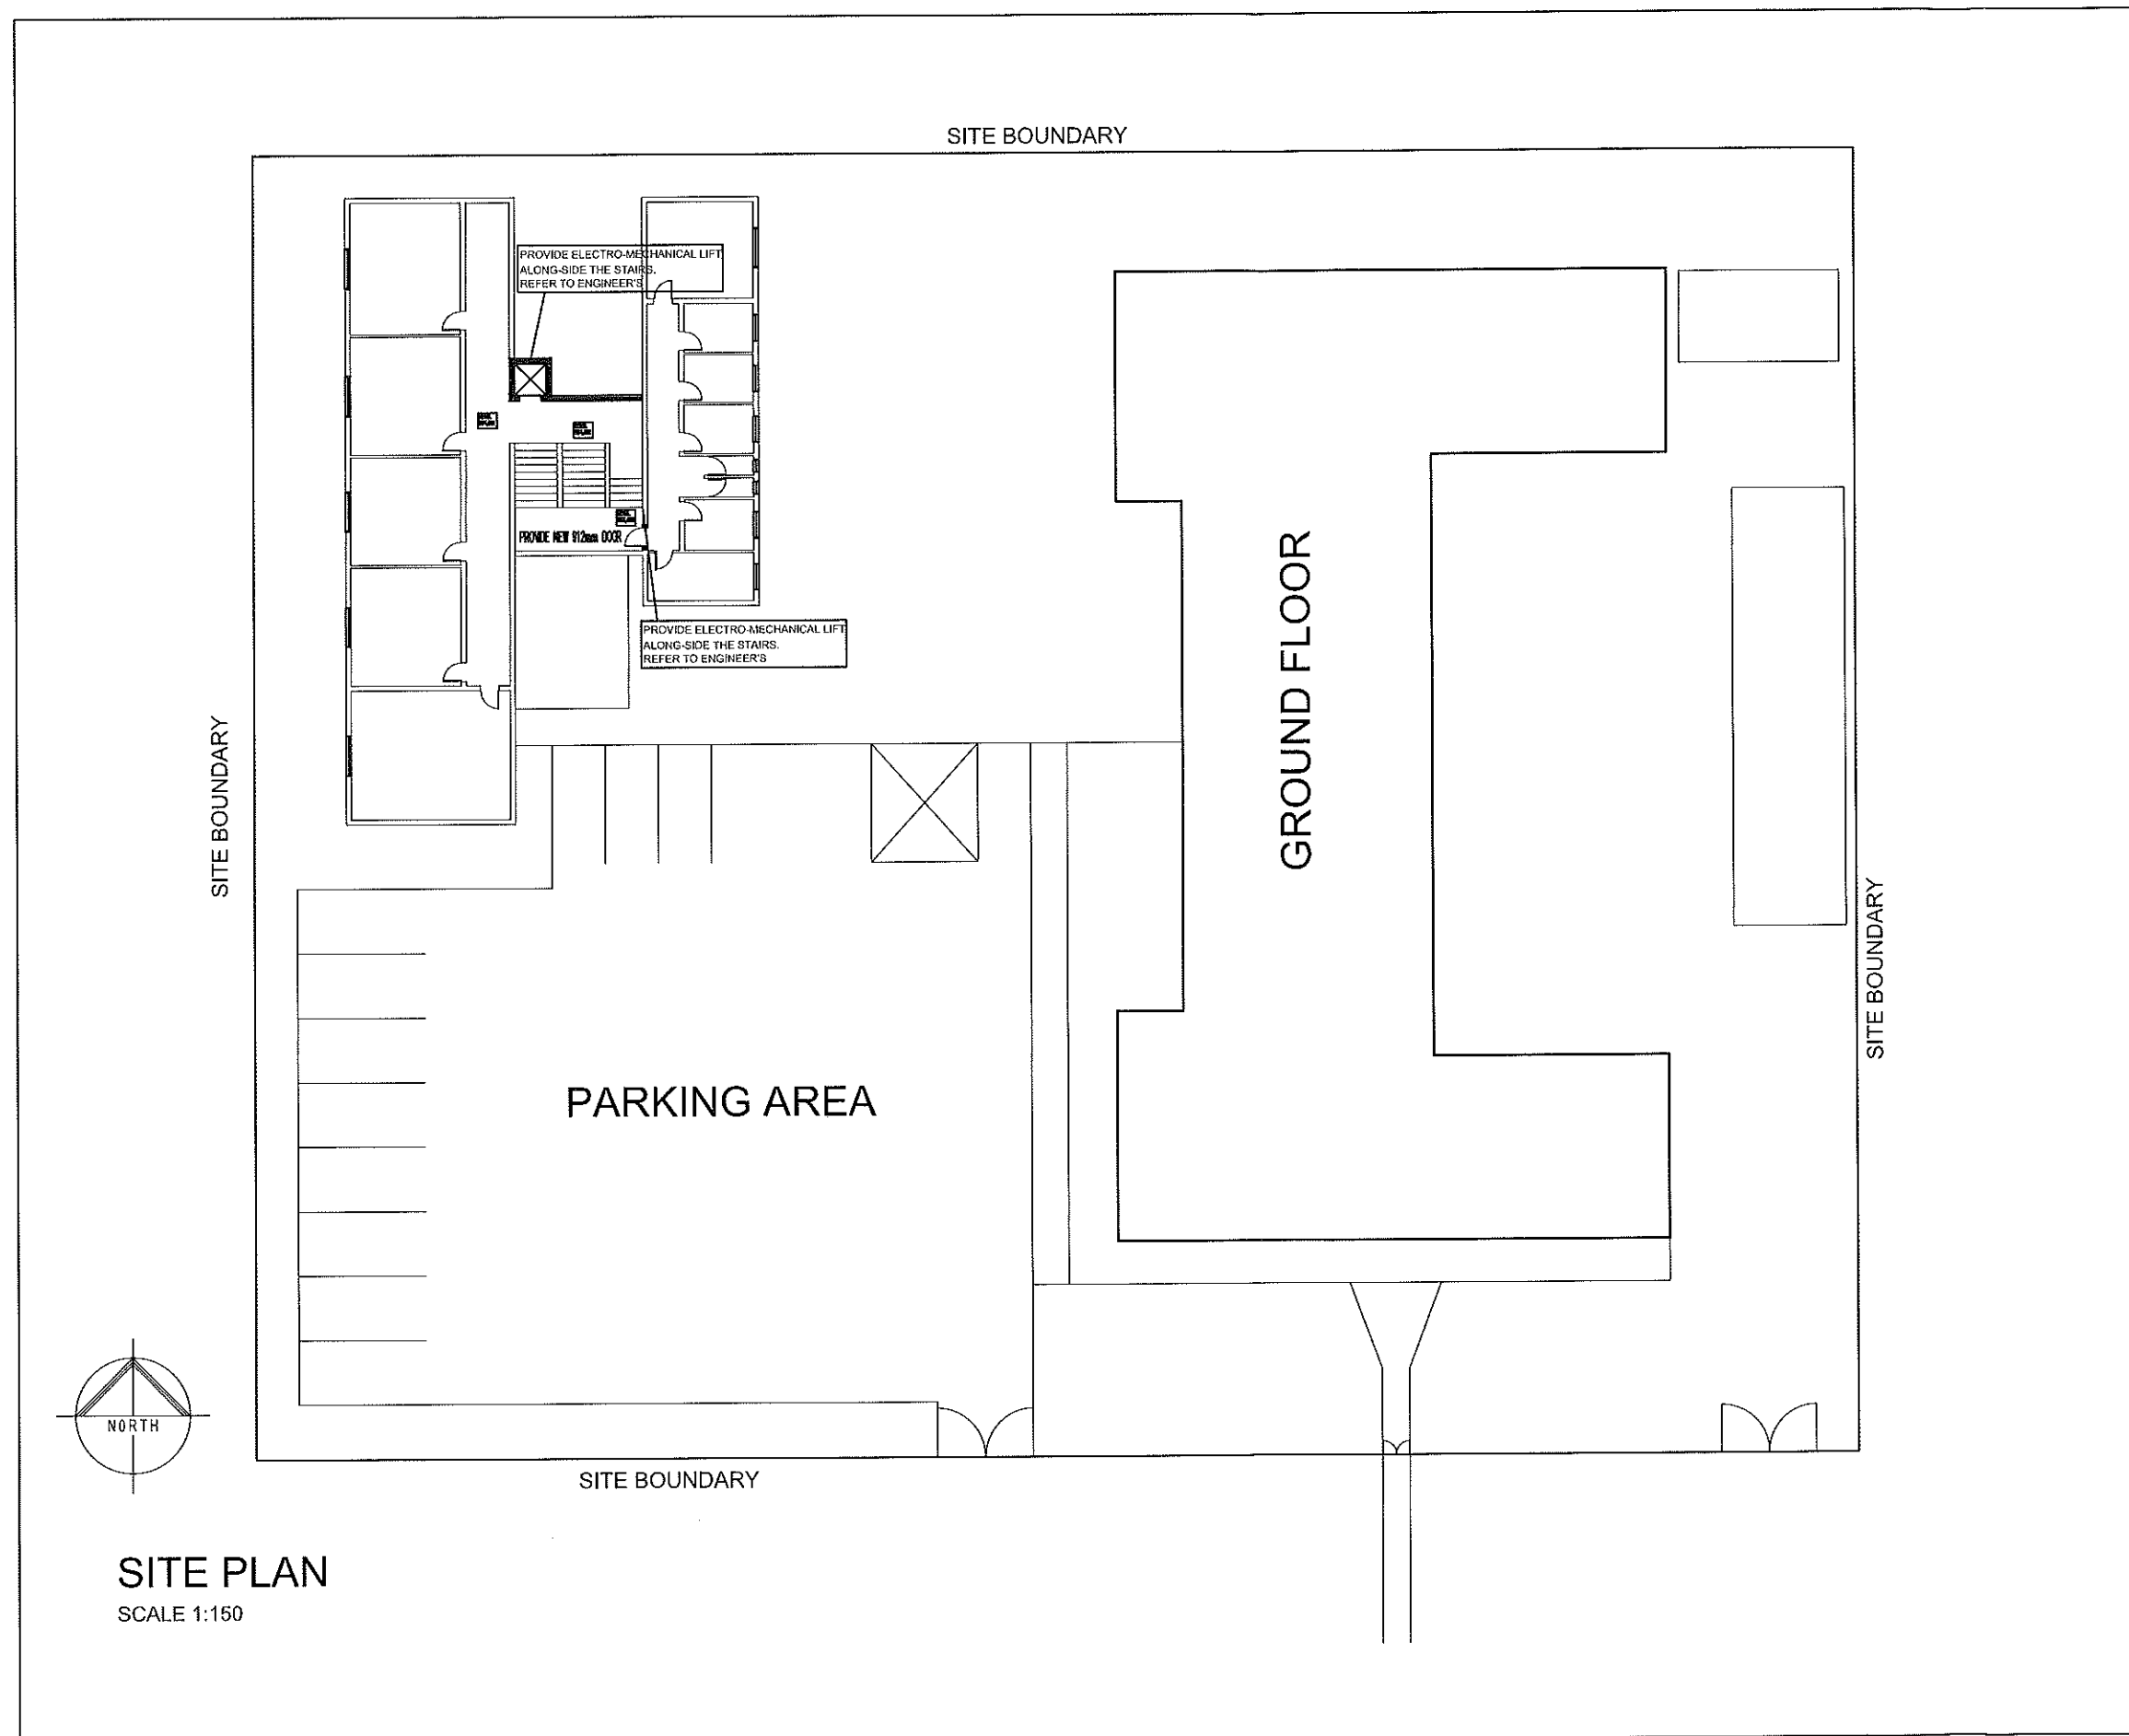 SITE BOUNDARY
PROVIDE ELECTRO-MECHANICAL LIFT
ALONG-SIDE THE STAIRS.
REFER TO ENGINEER'S
PROVIDE NEW 912mm DOOR
PROVIDE ELECTRO-MECHANICAL LIFT
ALONG-SIDE THE STAIRS.
REFER TO ENGINEER'S
GROUND FLOOR
SITE BOUNDARY
SITE BOUNDARY
PARKING AREA
NORTH
SITE BOUNDARY
SITE PLAN
SCALE 1:150